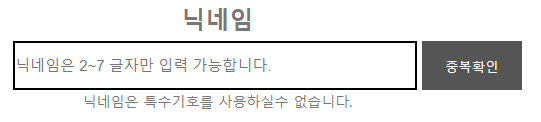 닉네임
닉네임은 2~7 글자만 입력 가능합니다.
중복확인
닉네임은 특수기호를 사용하실수 없습니다.